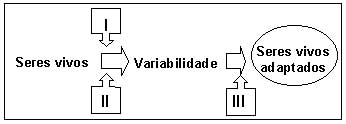 I
Seres vivos
Variabilidade
Seres vivos
adaptados
II
III